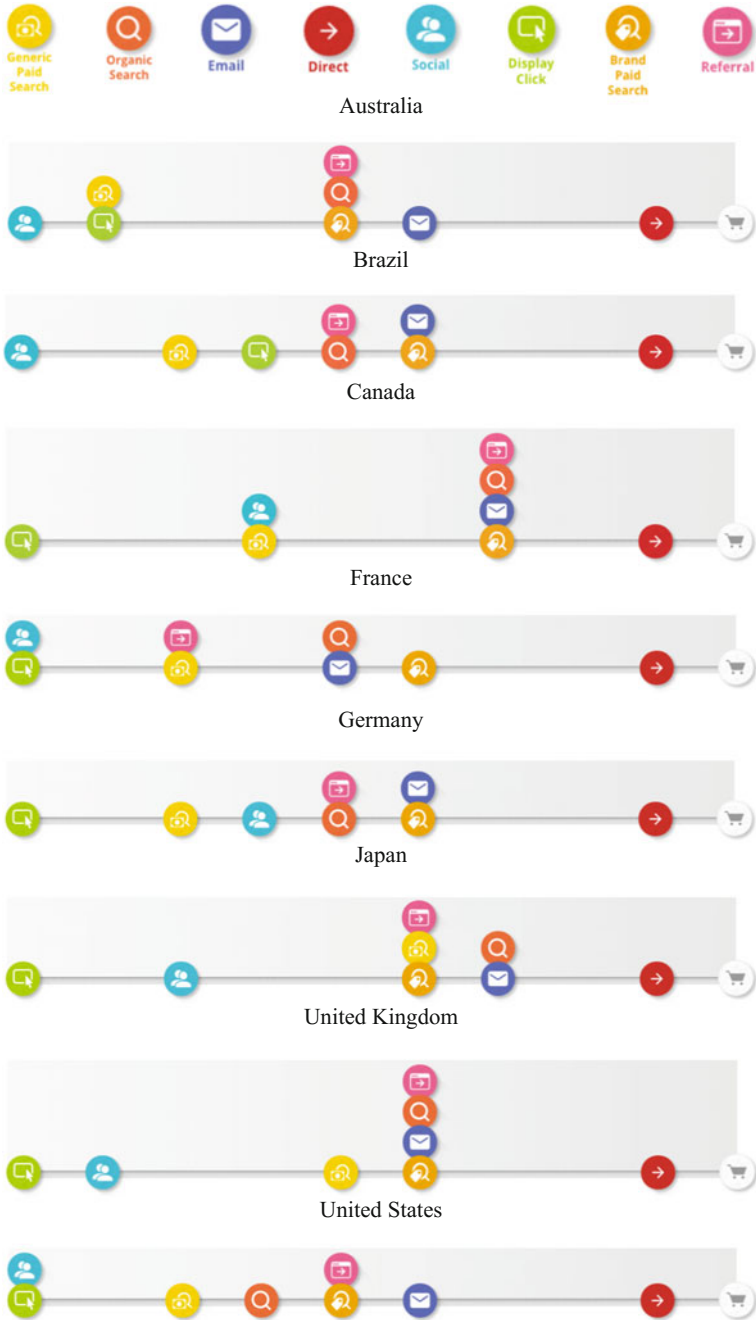 Generic
Paid
Search
Organic
Search
Email
Direct
Social
Display
Click
Brand
Paid
Search
Referral
Australia
Brazil
Canada
France
Germany
Japan
United Kingdom
United States